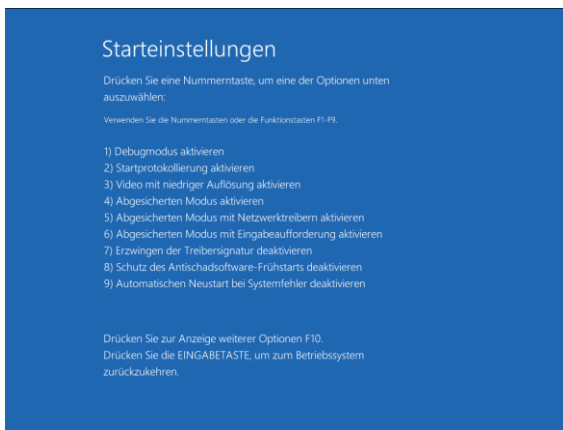 Starteinstellungen
Drücken Sie eine Nummerntaste, um eine der Optionen unten
auszuwählen:
Verwenden Sie die Nummerntasten oder die Funktionstasten F1-F9.
1) Debugmodus aktivieren
2) Startprotokollierung aktivieren
3) Video mit niedriger Auflösung aktivieren
4) Abgesicherten Modus aktivieren
5) Abgesicherten Modus mit Netzwerktreibern aktivieren
6) Abgesicherten Modus mit Eingabeaufforderung aktivieren
7) Erzwingen der Treibersignatur deaktivieren
8) Schutz des Antischadsoftware-Frühstarts deaktivieren
9) Automatischen Neustart bei Systemfehler deaktivieren
Drücken Sie zur Anzeige weiterer Optionen F10.
Drücken Sie die EINGABETASTE, um zum Betriebssystem
zurückzukehren.